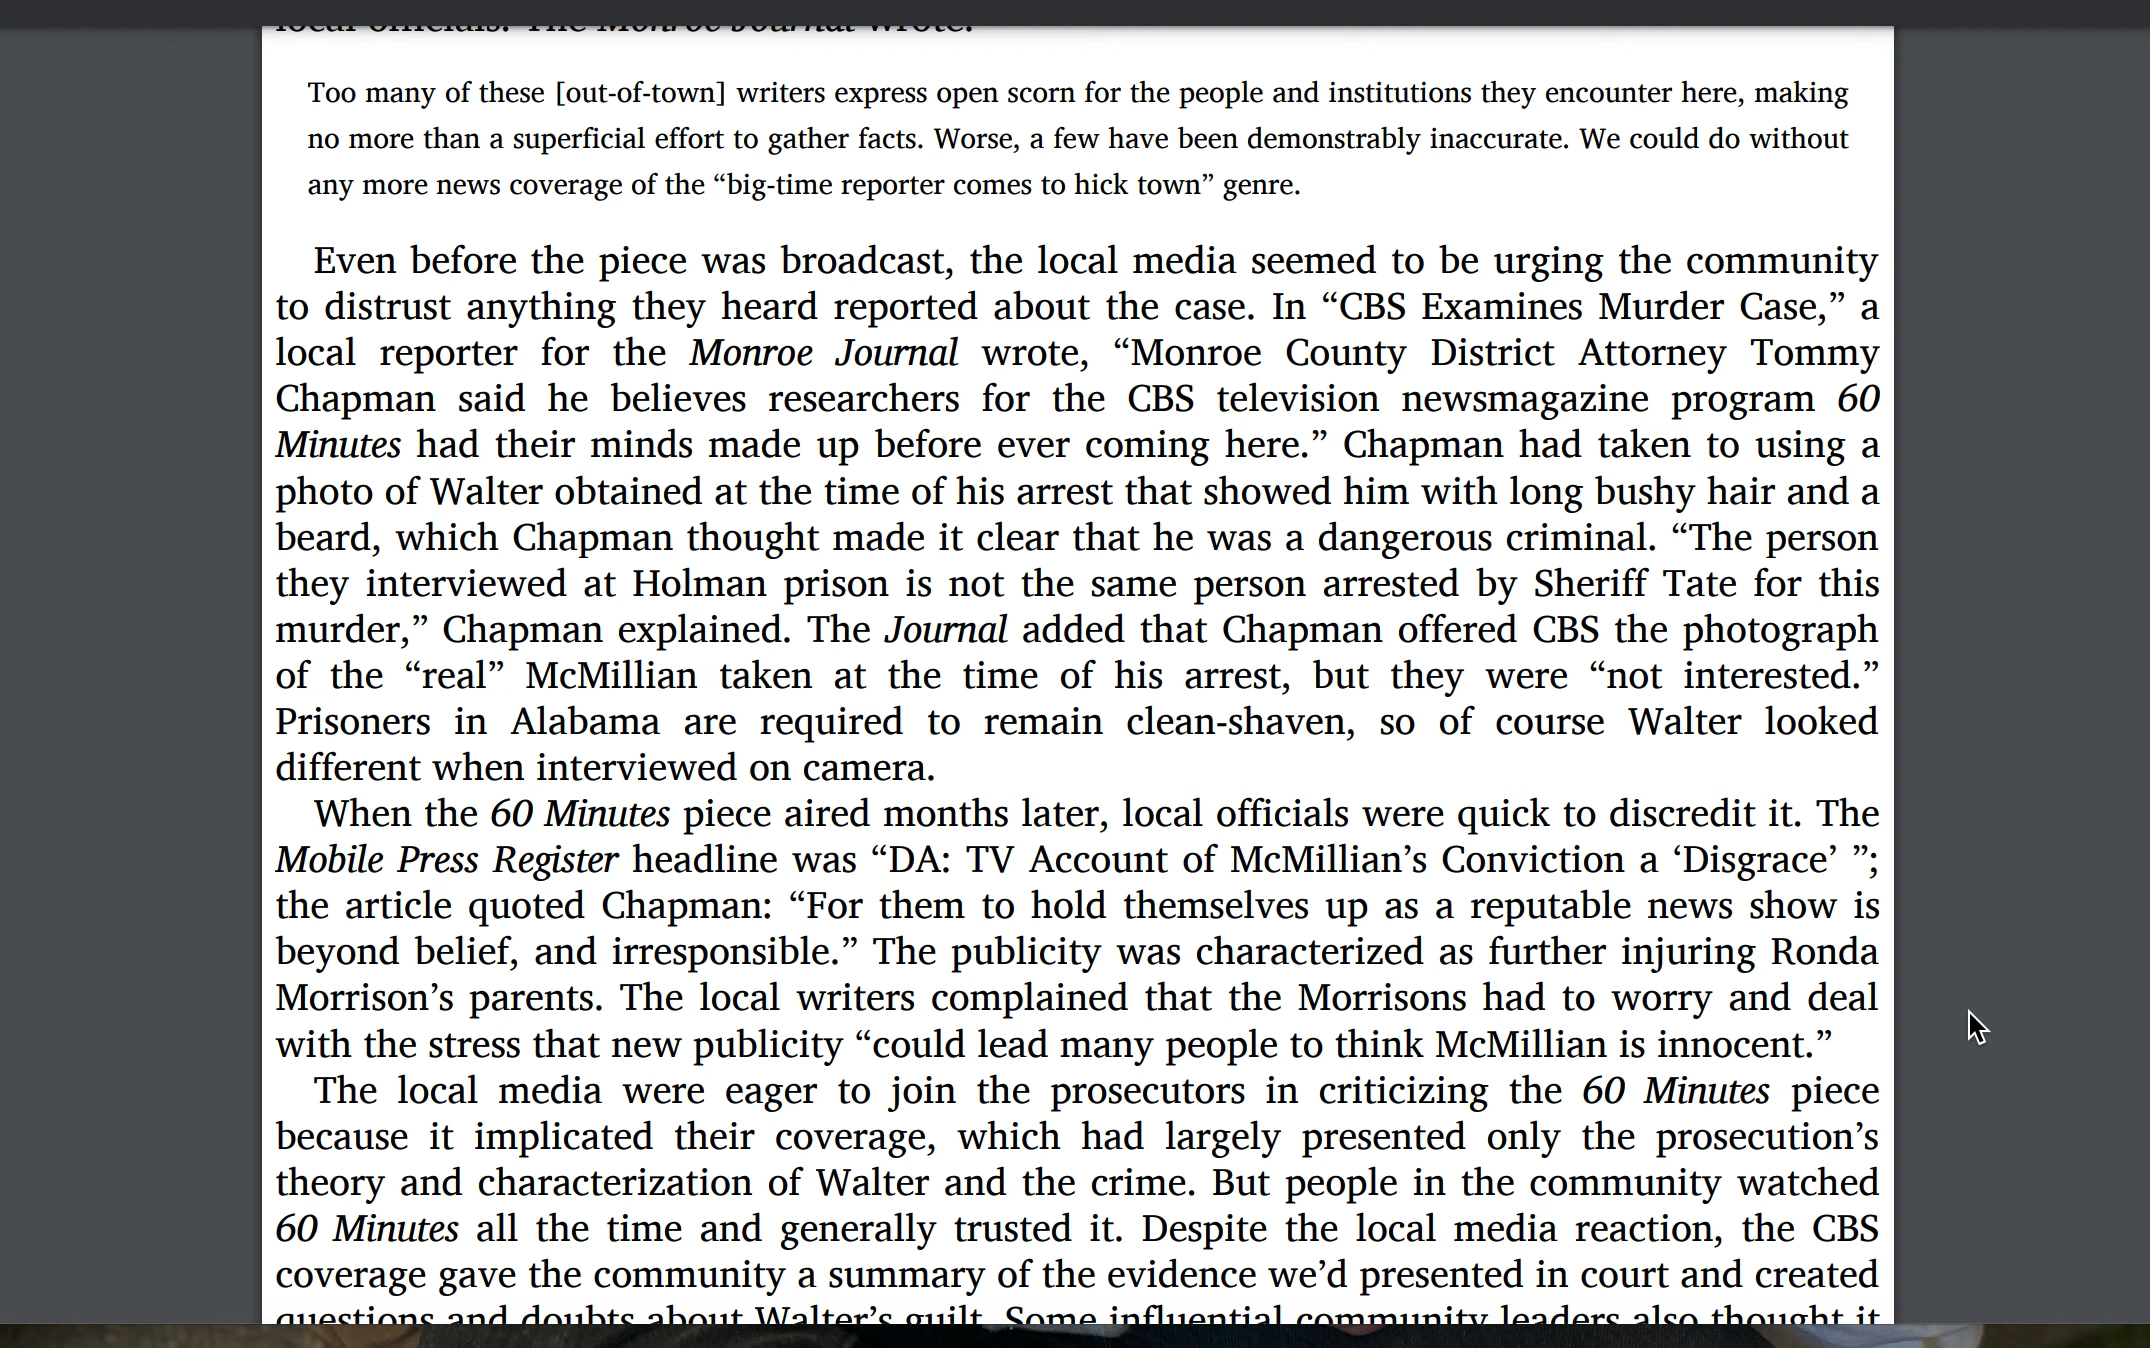 local officials. The Monroe Journal wrote:
Too many of these [out-of-town] writers express open scorn for the people and institutions they encounter here, making
no more than a superficial effort to gather facts. Worse, a few have been demonstrably inaccurate. We could do without
any more news coverage of the “big-time reporter comes to hick town” genre.
Even before the piece was broadcast, the local media seemed to be urging the community
to distrust anything they heard reported about the case. In “CBS Examines Murder Case,” a
local reporter for the Monroe Journal wrote, “Monroe County District Attorney Tommy
Chapman said he believes researchers for the CBS television newsmagazine program 60
Minutes had their minds made up before ever coming here.” Chapman had taken to using a
photo of Walter obtained at the time of his arrest that showed him with long bushy hair and a
beard, which Chapman thought made it clear that he was a dangerous criminal. “The person
they interviewed at Holman prison is not the same person arrested by Sheriff Tate for this
murder,” Chapman explained. The Journal added that Chapman offered CBS the photograph
of the “real” McMillian taken at the time of his arrest, but they were “not interested.”
Prisoners in Alabama are required to remain clean-shaven, so of course Walter looked
different when interviewed on camera.
When the 60 Minutes piece aired months later, local officials were quick to discredit it. The
Mobile Press Register headline was “DA: TV Account of McMillian’s Conviction a ‘Disgrace’ ”;
the article quoted Chapman: “For them to hold themselves up as a reputable news show is
beyond belief, and irresponsible.” The publicity was characterized as further injuring Ronda
Morrison’s parents. The local writers complained that the Morrisons had to worry and deal
with the stress that new publicity “could lead many people to think McMillian is innocent.”
The local media were eager to join the prosecutors in criticizing the 60 Minutes piece
because it implicated their coverage, which had largely presented only the prosecution’s
theory and characterization of Walter and the crime. But people in the community watched
60 Minutes all the time and generally trusted it. Despite the local media reaction, the CBS
coverage gave the community a summary of the evidence we’d presented in court and created
questions and doubts about Walter’s guilt. Some influential community leaders also thought it